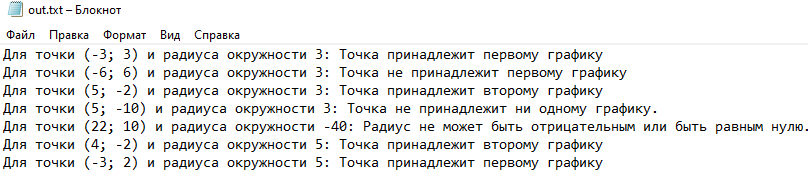 out.txt – Блокнот
Файл Правка Формат Вид Справка
Для точки (-3; 3) и радиуса окружности 3: Точка принадлежит первому графику
Для точки (-6; 6) и радиуса окружности 3: Точка не принадлежит первому графику
Для точки (5; -2) и радиуса окружности 3: Точка принадлежит второму графику
Для точки (5; -10) и радиуса окружности 3: Точка не принадлежит ни одному графику.
Для точки (22; 10) и радиуса окружности -40: Радиус не может быть отрицательным или быть равным нулю.
Для точки (4; -2) и радиуса окружности 5: Точка принадлежит второму графику
Для точки (-3; 2) и радиуса окружности 5: Точка принадлежит первому графику